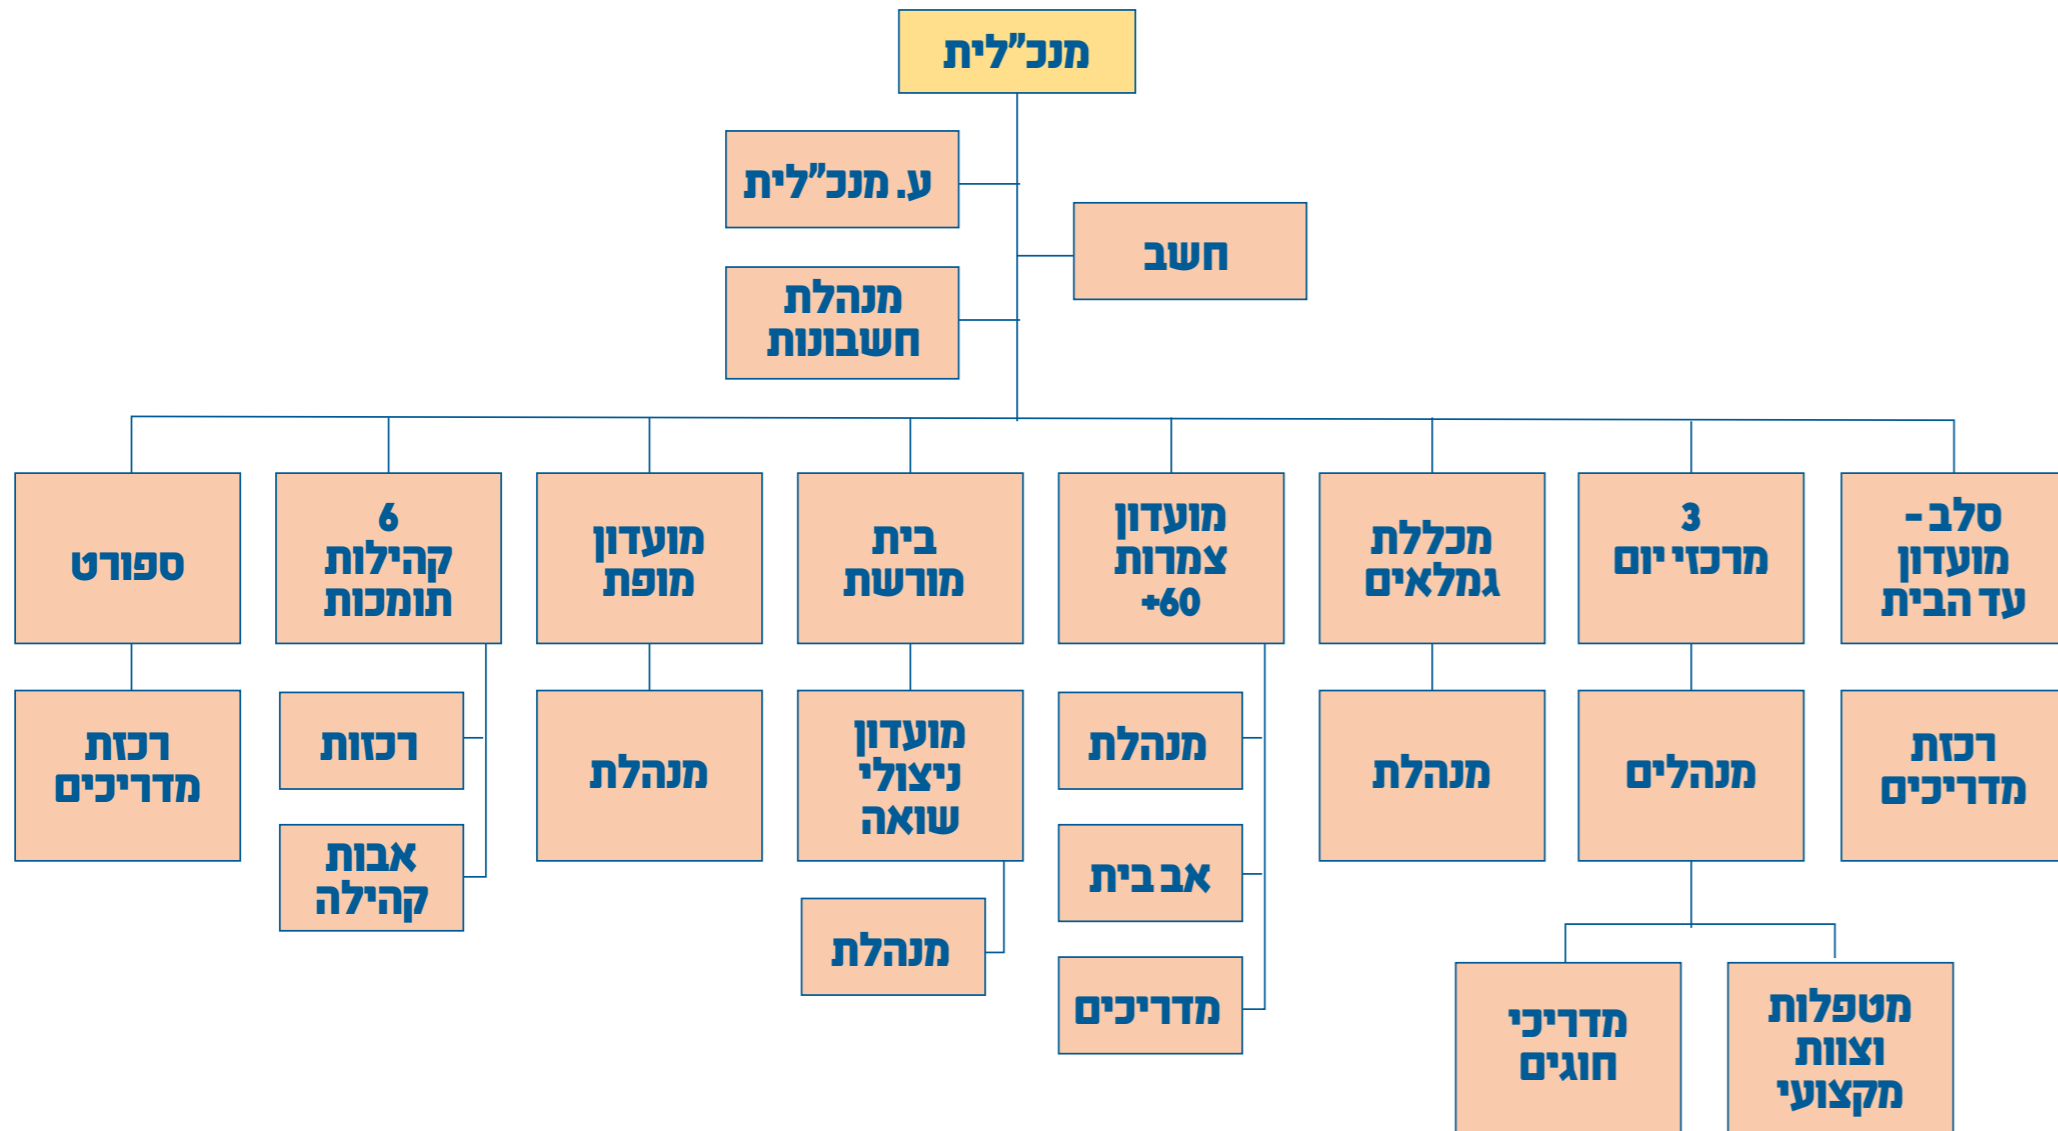 מנכ"לית
ע. מנכ"לית
חשב
מנהלת
חשבונות
סלב -
מועדון
עד הבית
3
מרכזי יום
מכללת
גמלאים
מועדון
צמרות
60+
בית
מורשת
מועדון
מופת
6
קהילות
תומכות
ספורט
רכזת
מדריכים
מנהלים
מנהלת
מנהלת
אב בית
מדריכים
מועדון
ניצולי
שואה
מנהלת
מנהלת
רכזות
אבות
קהילה
רכזת
מדריכים
מטפלות
וצוות
מקצועי
מדריכי
חוגים